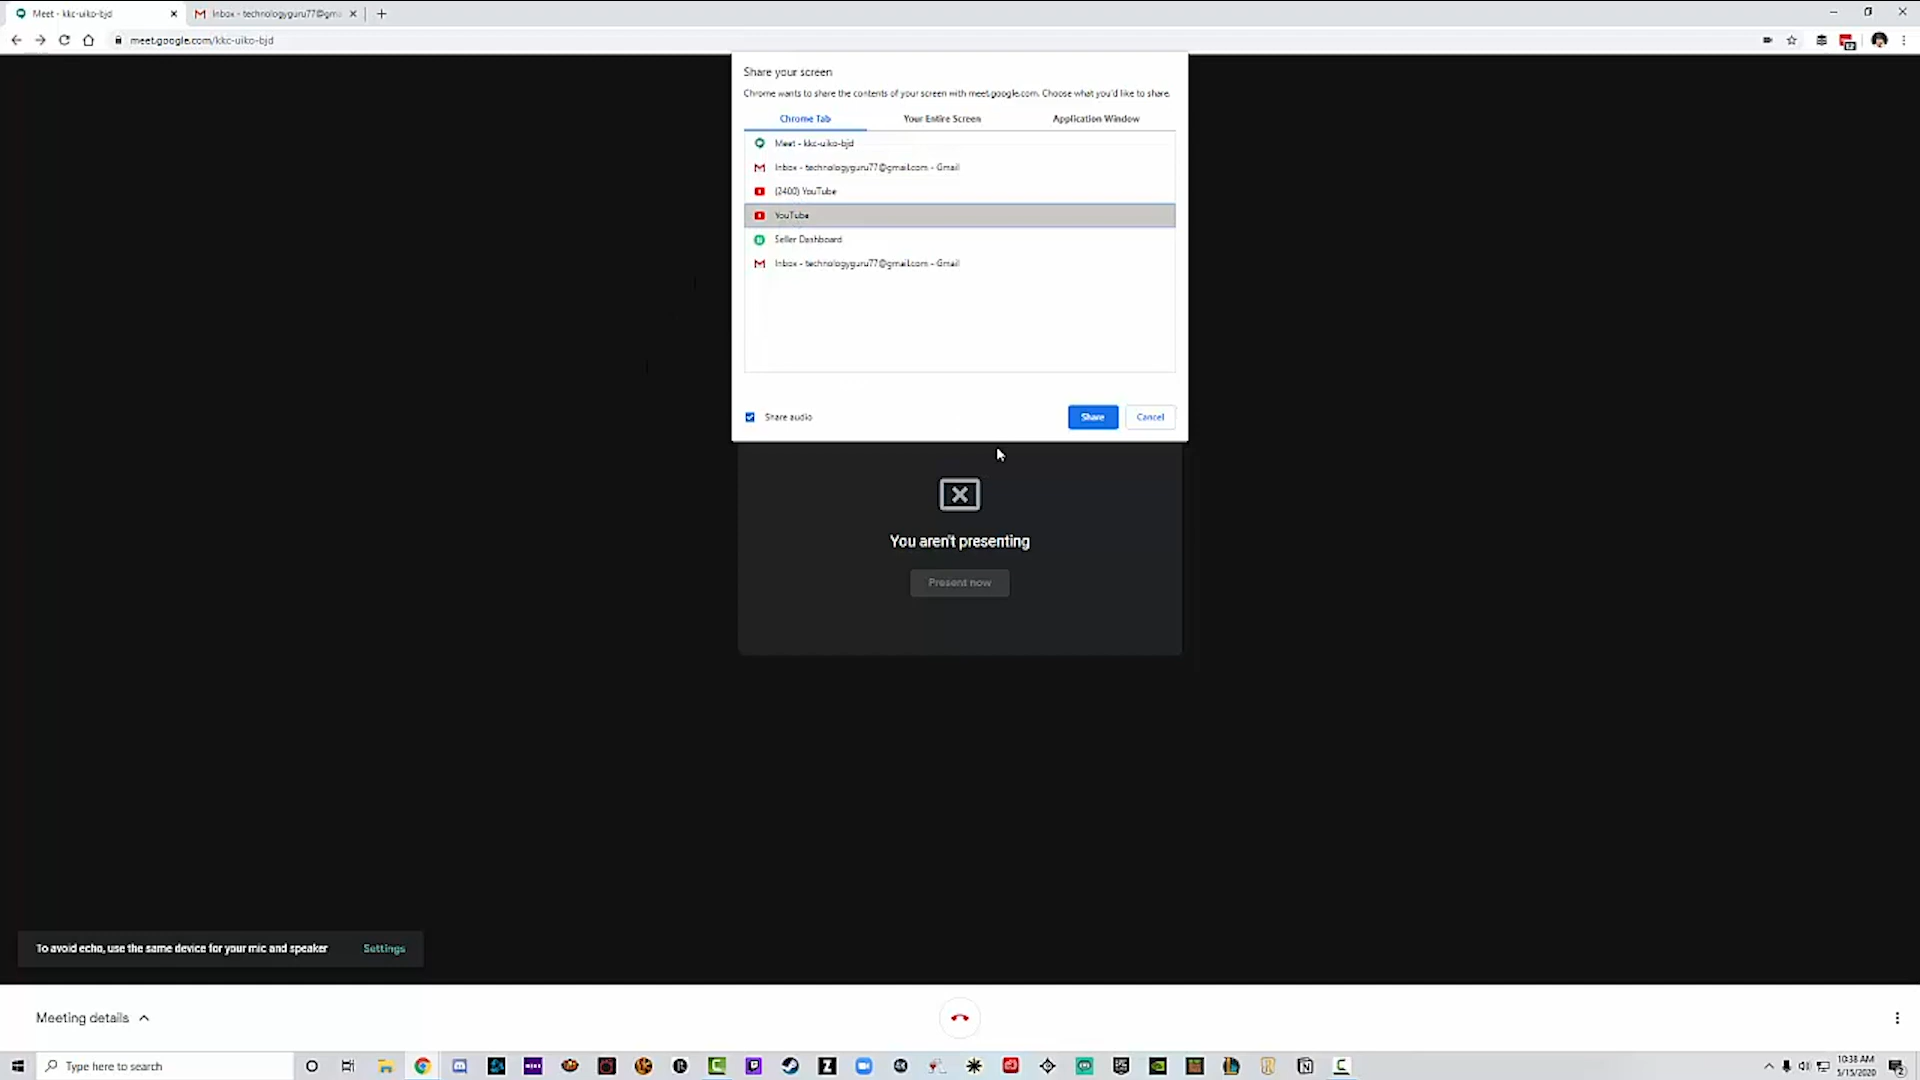 Meet - kkc-uiko-bjd
Inbox - technologyguru77@gm
meet.google.com/kkc-uiko-bjd
Share your screen
Chrome wants to share the contents of your screen with meet.google.com. Choose what you'd like to share.
Chrome Tab
Your Entire Screen
Application Window
Meet - kkc-uiko-bjd
Inbox - technologyguru77@gmail.com - Gmail
(2400) YouTube
YouTube
Seller Dashboard
Inbox - technologyguru77@gmail.com - Gmail
Share audio
Share
Cancel
You aren't presenting
Present now
To avoid echo, use the same device for your mic and speaker
Settings
Meeting details
Type here to search
10:38 AM
5/15/2020